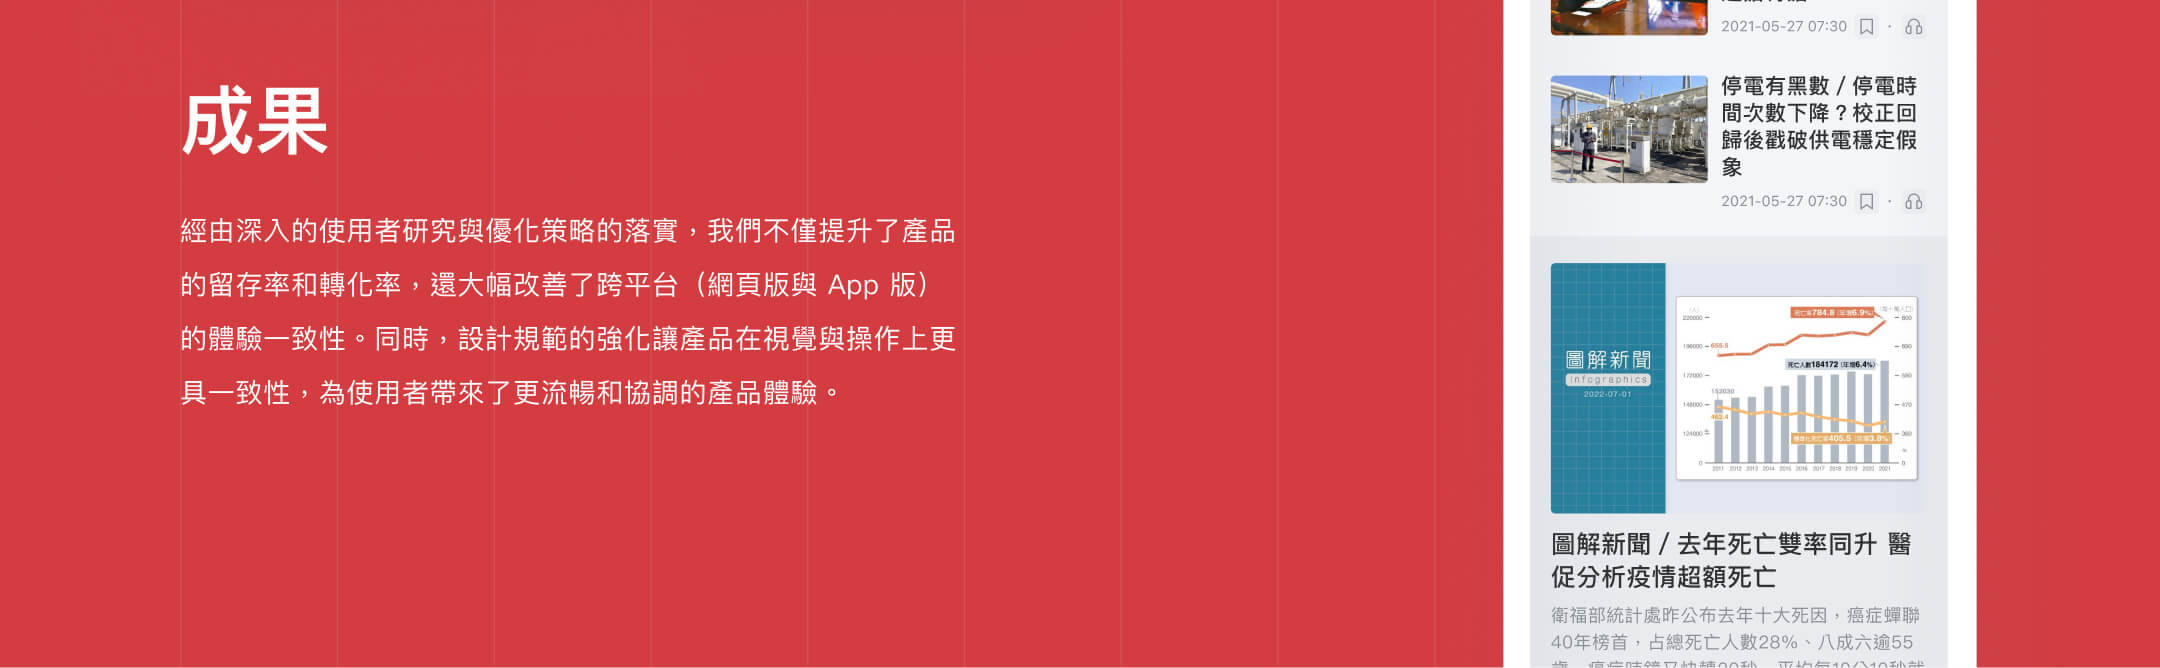 成果
經由深入的使用者研究與優化策略的落實，我們不僅提升了產品
的留存率和轉化率，還大幅改善了跨平台（網頁版與 App 版）
的體驗一致性。同時，設計規範的強化讓產品在視覺與操作上更
具一致性，為使用者帶來了更流暢和協調的產品體驗。
2021-05-27 07:30
停電有黑數 / 停電時
間次數下降？校正回
歸後戳破供電穩定假
象
2021-05-27 07:30
圖解新聞
infographics
2022-07-01
死亡率784.8 (年增6.9%)
220000
800
196000
655.5
690
死亡人數184172 (年增6.4%)
172000
580
152030
148000
470
462.4
124000
360
標準化死亡率405.5 (年增3.8%)
0
0
2011 2012 2013 2014 2015 2016 2017 2018 2019 2020 2021
圖解新聞 / 去年死亡雙率同升 醫
促分析疫情超額死亡
衛福部統計處昨公布去年十大死因，癌症蟬聯
40年榜首，占總死亡人數28%、八成六逾55